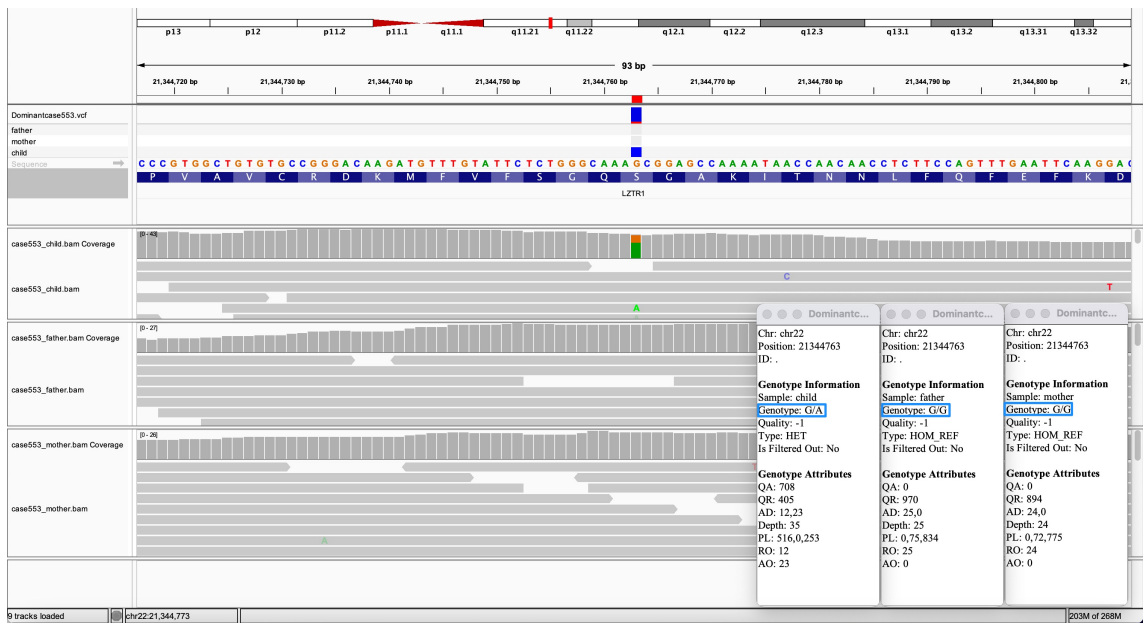 p13 p12 p11.2 p11.1 q11.1 q11.21 q11.22 q12.1 q12.2 q12.3 q13.1 q13.2 q13.31 q13.32
93 bp
21,344,720 bp 21,344,730 bp 21,344,740 bp 21,344,750 bp 21,344,760 bp 21,344,770 bp 21,344,780 bp 21,344,790 bp 21,344,800 bp 21,
Dominantcase553.vcf
father
mother
child
Sequence
C C C G T G G C T G T G T G C C G G G A C A A G A T G T T T G T A T T C T C T G G G C A A A G C G G A G C C A A A A T A A C C A A C A A C C T C T T C C A G T T T G A A T T C A A G G A C
P V A V C R D K M F V F S G Q S G A K I T N N L F Q F E F K D
LZTR1
case553_child.bam Coverage
[0 - 43]
case553_child.bam
C
T
A
case553_father.bam Coverage
[0 - 27]
case553_father.bam
case553_mother.bam Coverage
[0 - 26]
case553_mother.bam
T
A
Dominantc...
Chr: chr22
Position: 21344763
ID: .
Genotype Information
Sample: child
Genotype: G/A
Quality: -1
Type: HET
Is Filtered Out: No
Genotype Attributes
QA: 708
QR: 405
AD: 12,23
Depth: 35
PL: 516,0,253
RO: 12
AO: 23
Dominantc...
Chr: chr22
Position: 21344763
ID: .
Genotype Information
Sample: father
Genotype: G/G
Quality: -1
Type: HOM_REF
Is Filtered Out: No
Genotype Attributes
QA: 0
QR: 970
AD: 25,0
Depth: 25
PL: 0,75,834
RO: 25
AO: 0
Dominantc...
Chr: chr22
Position: 21344763
ID: .
Genotype Information
Sample: mother
Genotype: G/G
Quality: -1
Type: HOM_REF
Is Filtered Out: No
Genotype Attributes
QA: 0
QR: 894
AD: 24,0
Depth: 24
PL: 0,72,775
RO: 24
AO: 0
9 tracks loaded
chr22:21,344,773
203M of 268M